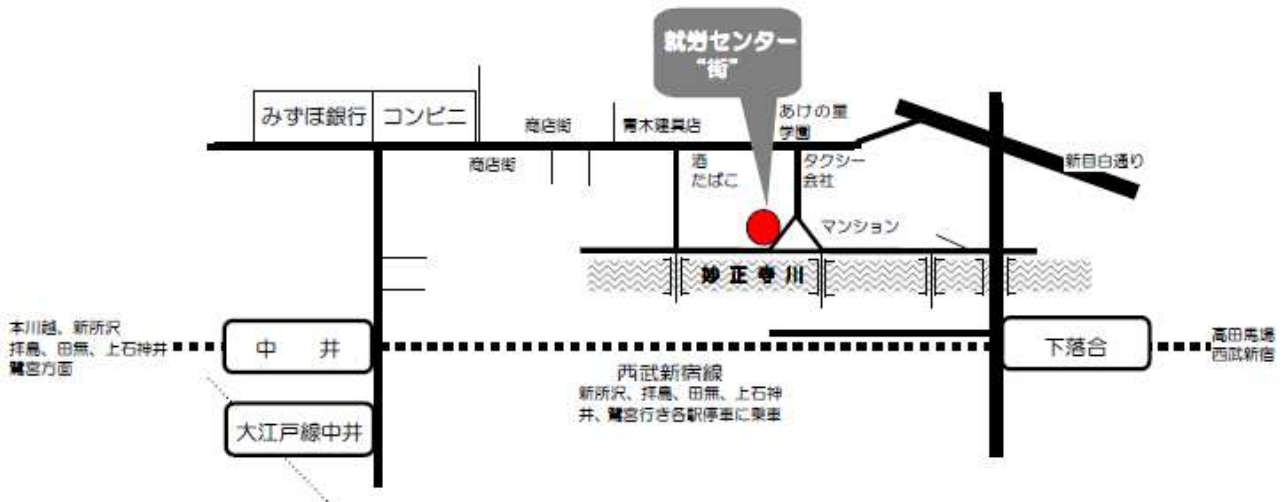 就労センター
“街”
みずほ銀行
コンビニ
商店街
青木建具店
あけの星
学園
商店街
酒
たばこ
タクシー
会社
新目白通り
マンション
妙正寺川
本川越、新所沢
拝島、田無、上石神井
鷺宮方面
中 井
下落合
高田馬場
西武新宿
西武新宿線
新所沢、拝島、田無、上石神
井、鷺宮行き各駅停車に乗車
大江戸線中井